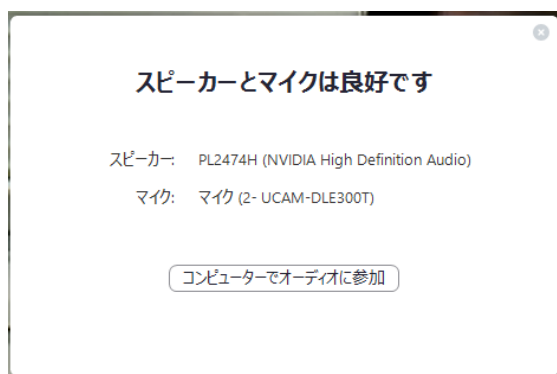 スピーカーとマイクは良好です
スピーカー: PL2474H (NVIDIA High Definition Audio)
マイク: マイク (2- UCAM-DLE300T)
コンピューターでオーディオに参加